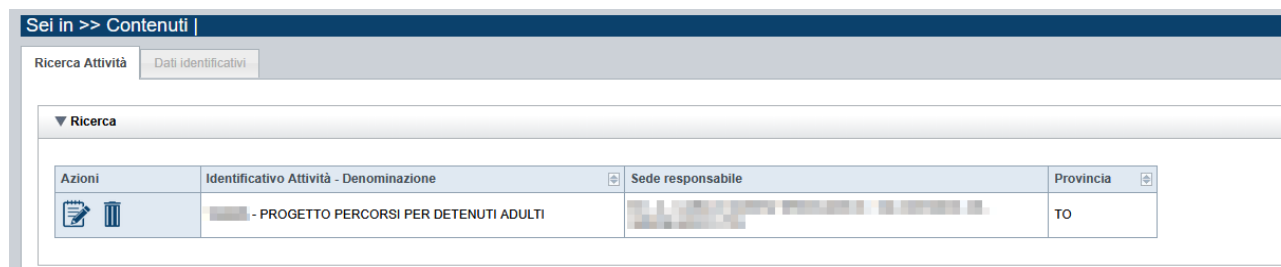 Sei in >> Contenuti |
Ricerca Attività Dati identificativi
Ricerca
Azioni Identificativo Attività - Denominazione Sede responsabile Provincia
- PROGETTO PERCORSI PER DETENUTI ADULTI TO